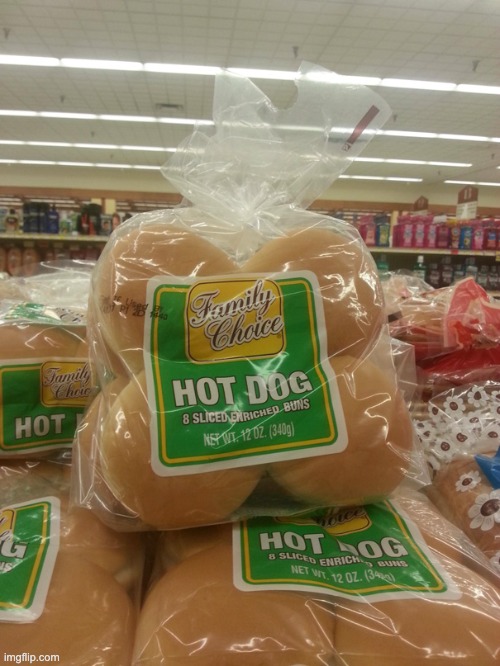 Family
Choice
HOT DOG
8 SLICED ENRICHED BUNS
NET WT. 12 OZ. (340g)
Family
Choice
HOT
HOT DOG
8 SLICED ENRICHED BUNS
NET WT. 12 OZ.
imgflip.com